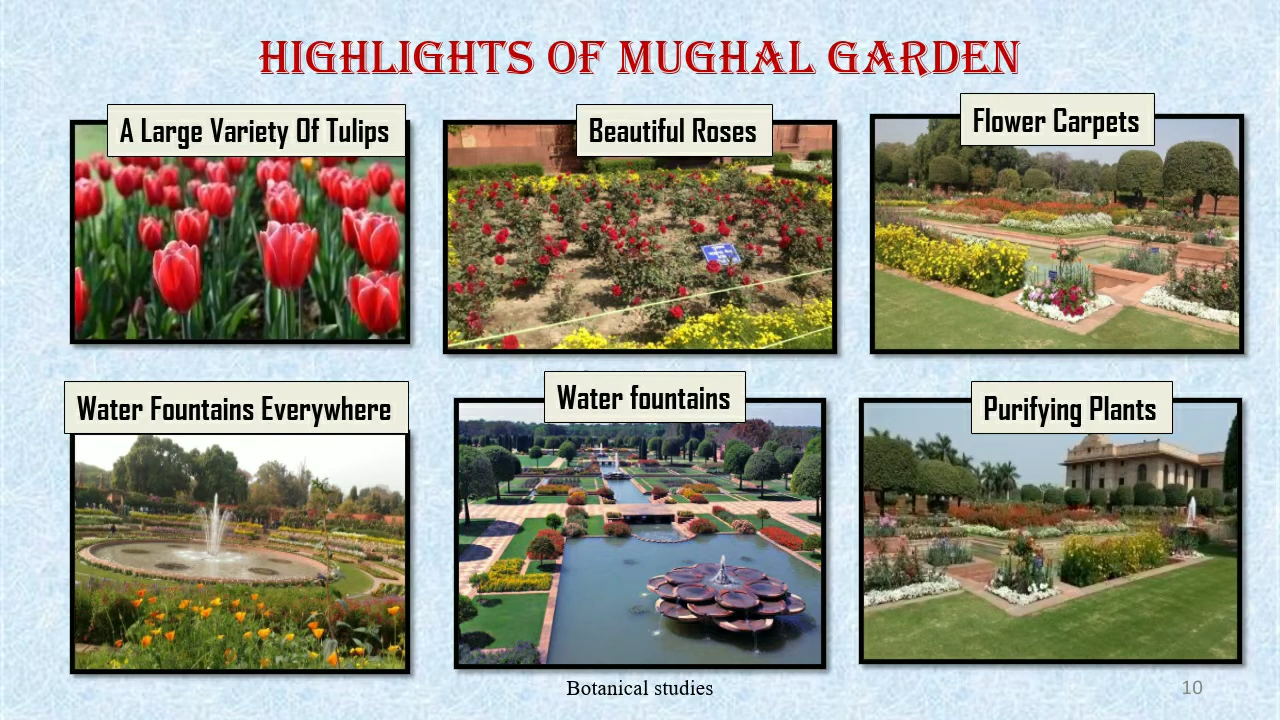 HIGHLIGHTS OF MUGHAL GARDEN
A Large Variety Of Tulips
Beautiful Roses
Flower Carpets
Water Fountains Everywhere
Water fountains
Purifying Plants
Botanical studies
10